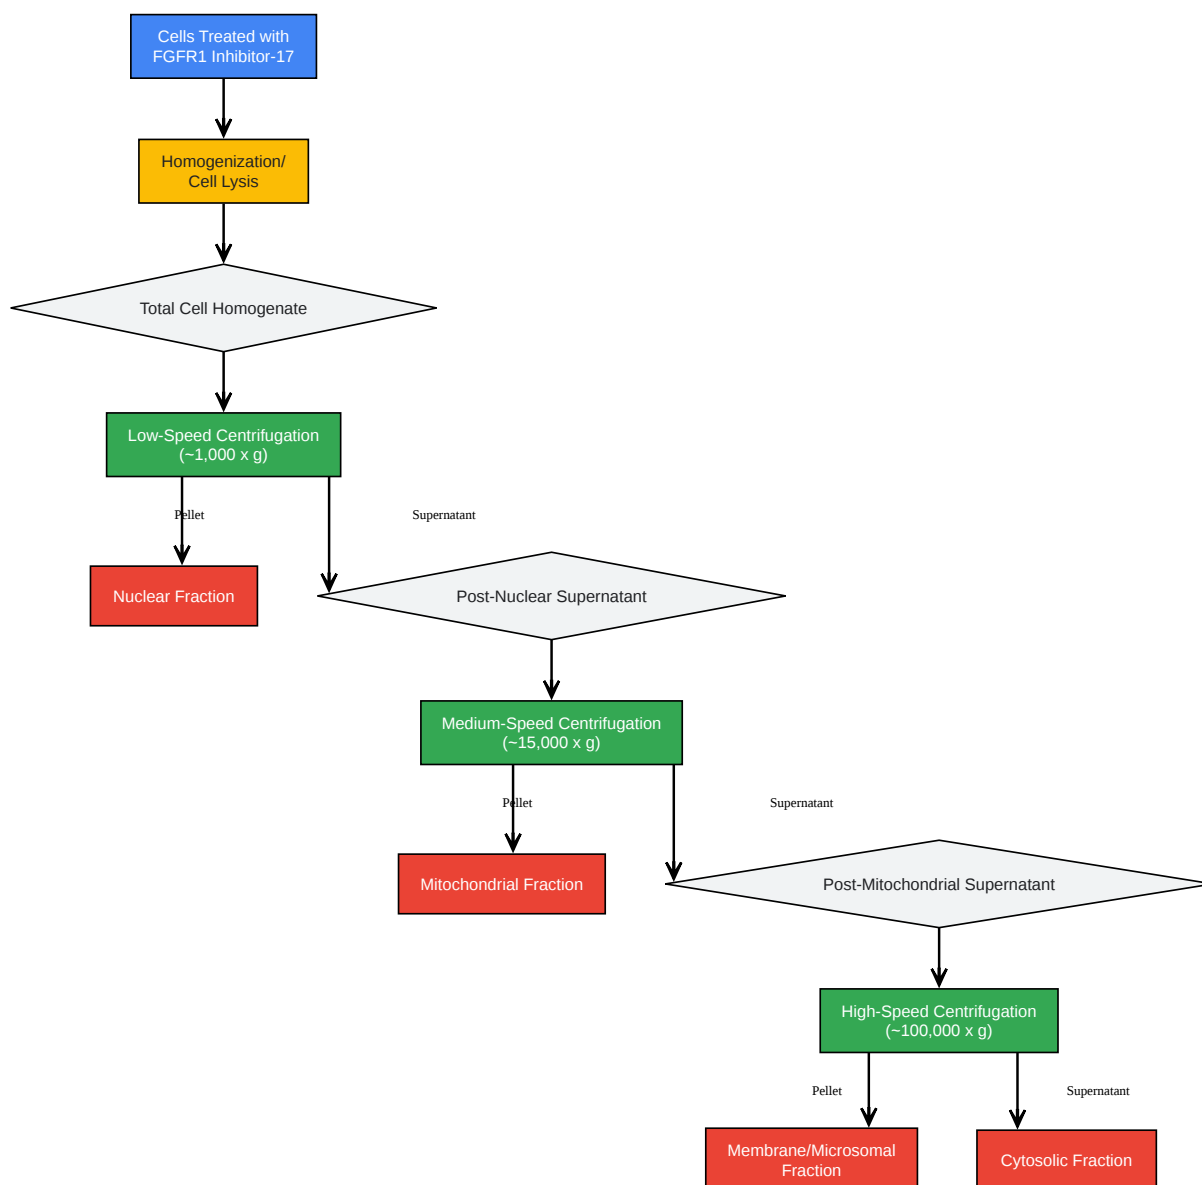 Cells Treated with
FGFR1 Inhibitor-17
Homogenization/
Cell Lysis
Total Cell Homogenate
Low-Speed Centrifugation
(~1,000 x g)
Pellet
Supernatant
Nuclear Fraction
Post-Nuclear Supernatant
Medium-Speed Centrifugation
(~15,000 x g)
Pellet
Supernatant
Mitochondrial Fraction
Post-Mitochondrial Supernatant
High-Speed Centrifugation
(~100,000 x g)
Pellet
Supernatant
Membrane/Microsomal
Fraction
Cytosolic Fraction